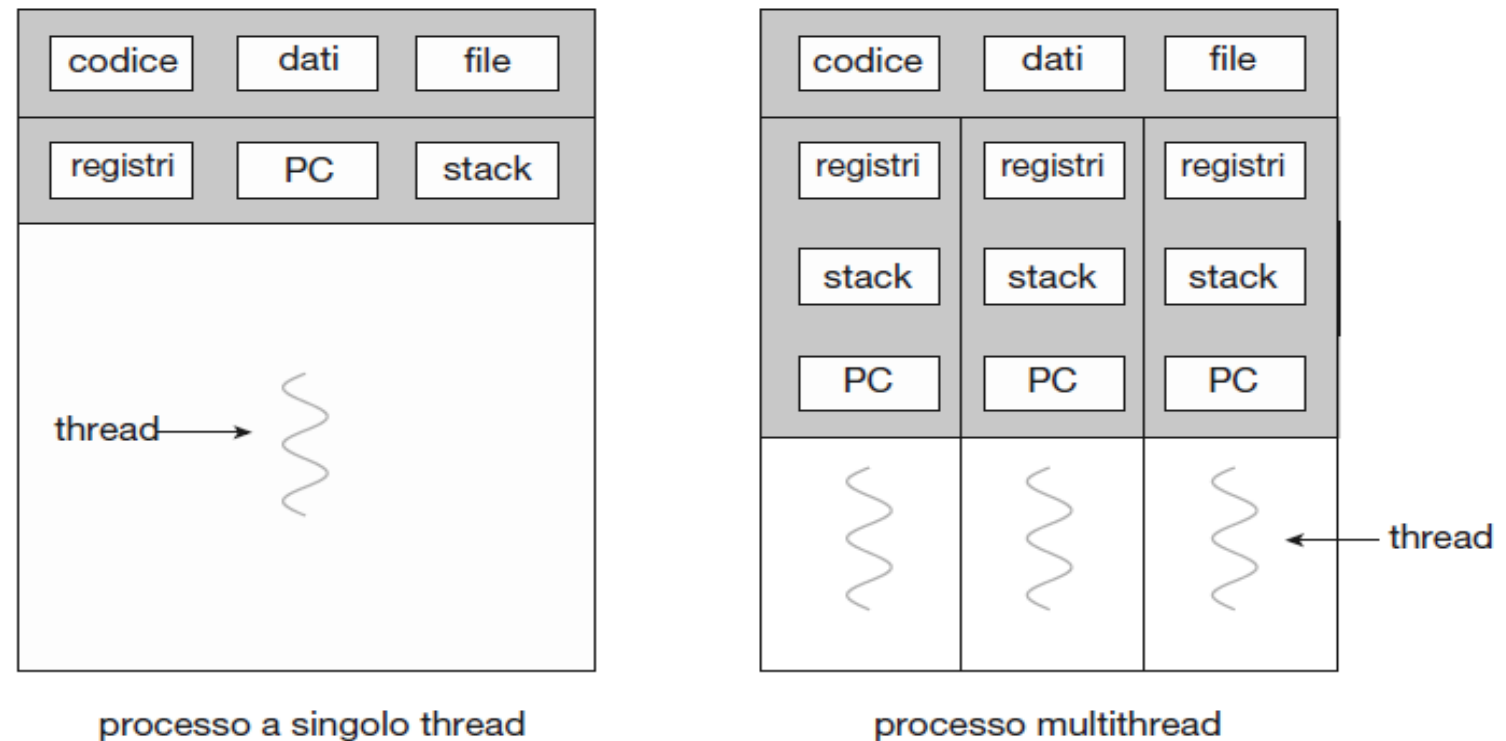 codice dati file
registri PC stack
thread
processo a singolo thread
codice dati file
registri registri registri
stack stack stack
PC PC PC
thread
processo multithread